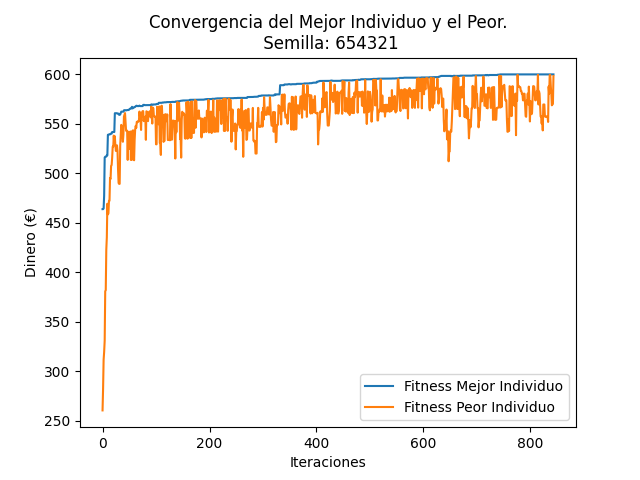 Convergencia del Mejor Individuo y el Peor.
Semilla: 654321
600
550
500
450
400
350
300
250
Dinero (€)
0
200
400
600
800
Iteraciones
Fitness Mejor Individuo
Fitness Peor Individuo